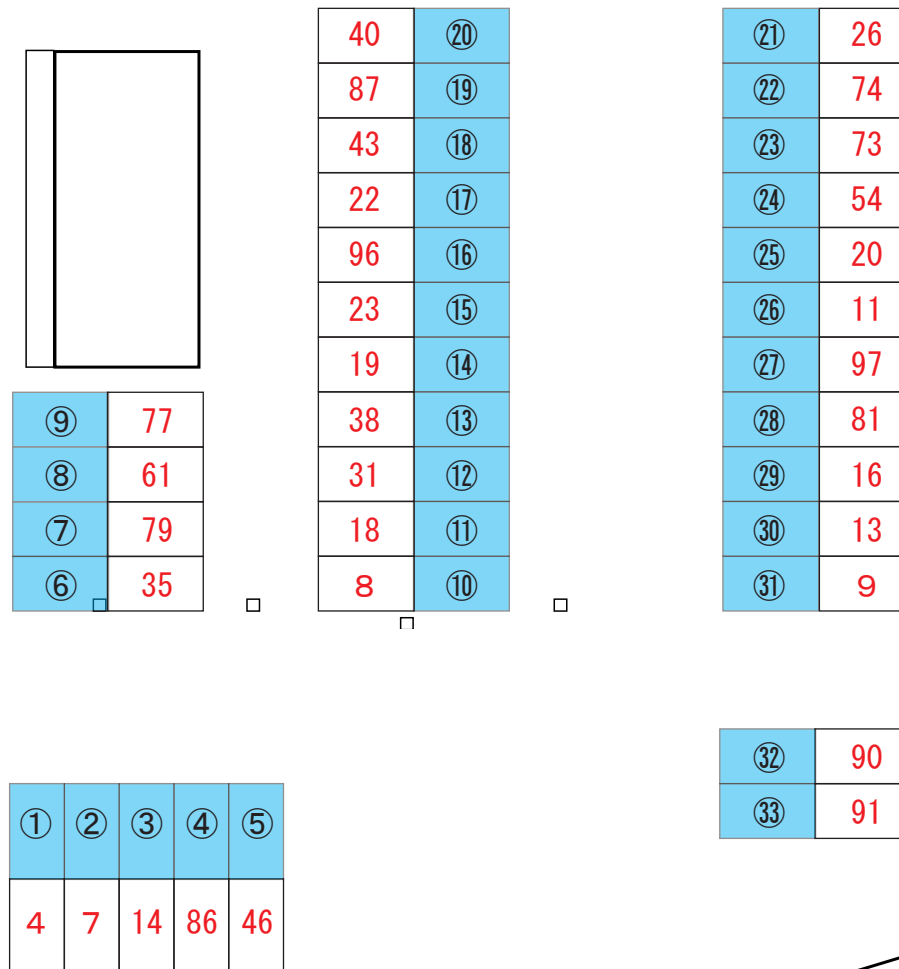 40 ⑳ ㉑ 26
87 ⑲ ㉒ 74
43 ⑱ ㉓ 73
22 ⑰ ㉔ 54
96 ⑯ ㉕ 20
23 ⑮ ㉖ 11
19 ⑭ ㉗ 97
⑨ 77 38 ⑬ ㉘ 81
⑧ 61 31 ⑫ ㉙ 16
⑦ 79 18 ⑪ ㉚ 13
⑥ 35 8 ⑩ ㉛ 9
㉜ 90
㉝ 91
① ② ③ ④ ⑤
4 7 14 86 46